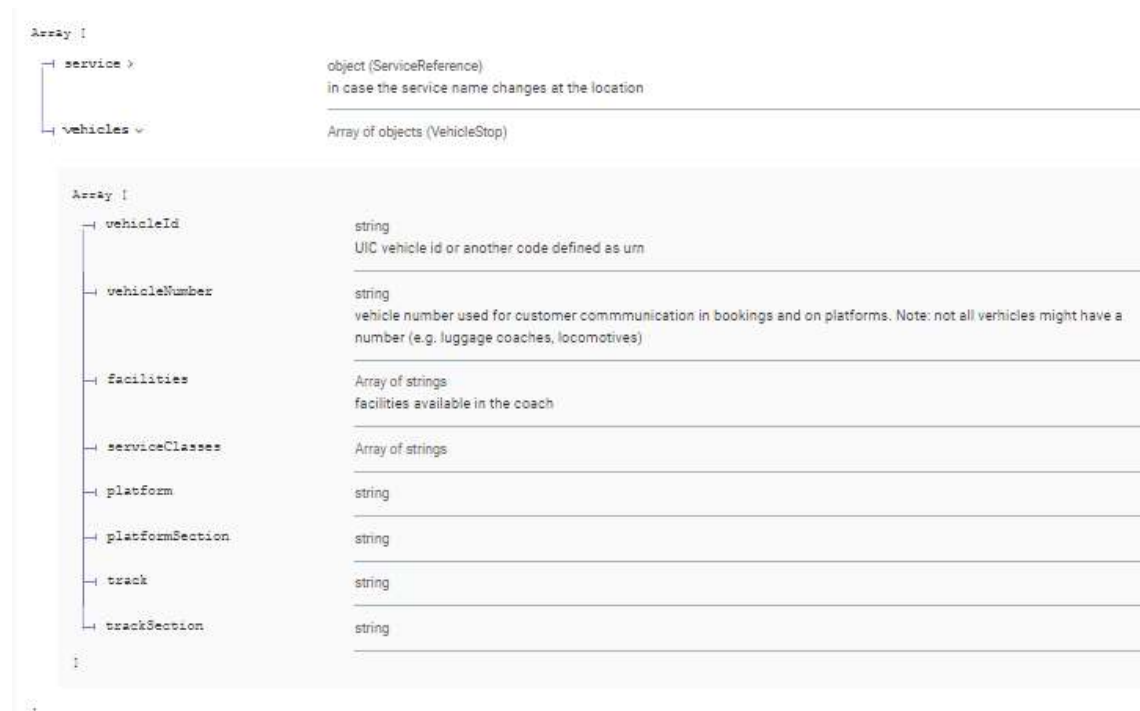 Array [
service >
object (ServiceReference)
in case the service name changes at the location
vehicles
Array of objects (VehicleStop)
Array [
vehicleId
string
UIC vehicle id or another code defined as urn
vehicleNumber
string
vehicle number used for customer commmunication in bookings and on platforms. Note: not all verhicles might have a
number (e.g. luggage coaches, locomotives)
facilities
Array of strings
facilities available in the coach
serviceClasses
Array of strings
platform
string
platformSection
string
track
string
trackSection
string
]